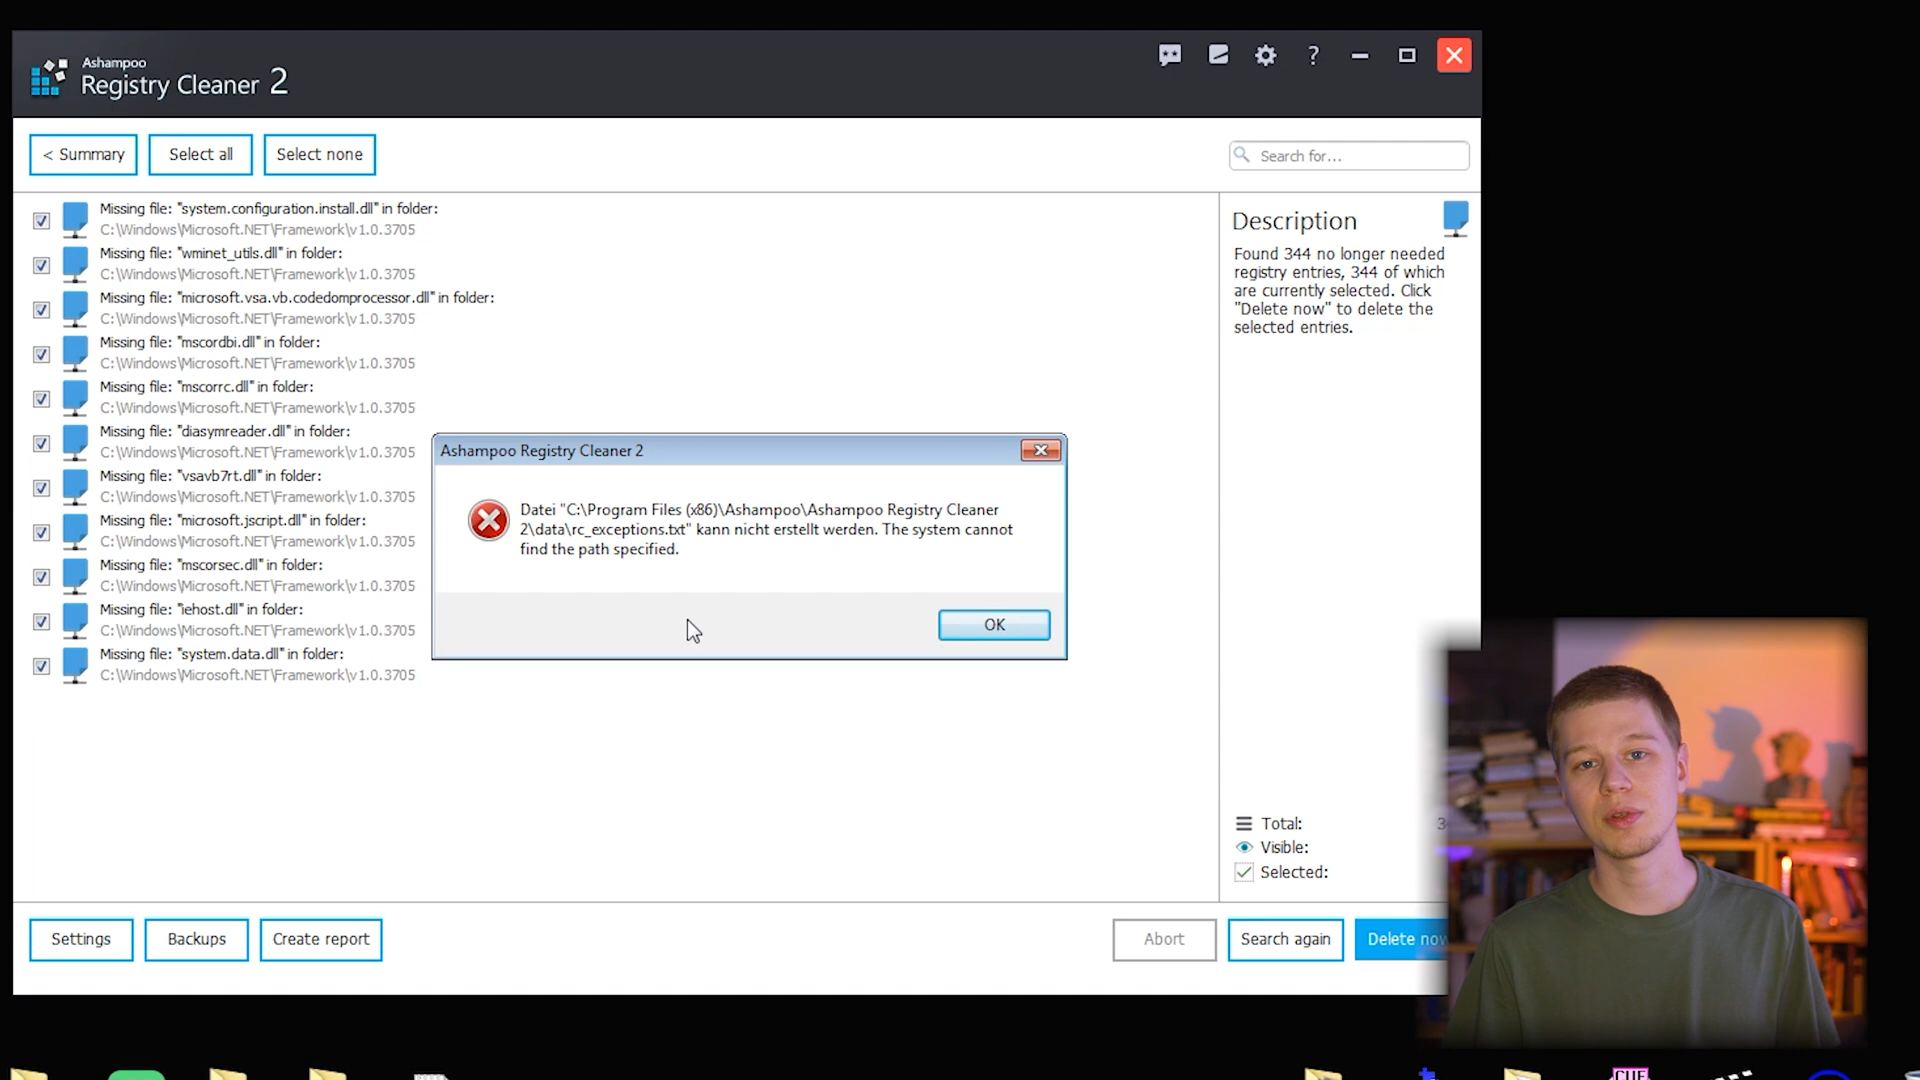 Ashampoo
Registry Cleaner 2
?
< Summary
Select all
Select none
Search for...
Missing file: "system.configuration.install.dll" in folder:
C:\Windows\Microsoft.NET\Framework\v1.0.3705
Missing file: "wminet_utils.dll" in folder:
C:\Windows\Microsoft.NET\Framework\v1.0.3705
Missing file: "microsoft.vsa.vb.codedomprocessor.dll" in folder:
C:\Windows\Microsoft.NET\Framework\v1.0.3705
Missing file: "mscordbi.dll" in folder:
C:\Windows\Microsoft.NET\Framework\v1.0.3705
Missing file: "mscorrc.dll" in folder:
C:\Windows\Microsoft.NET\Framework\v1.0.3705
Missing file: "diasymreader.dll" in folder:
C:\Windows\Microsoft.NET\Framework\v1.0.3705
Missing file: "vsavb7rt.dll" in folder:
C:\Windows\Microsoft.NET\Framework\v1.0.3705
Missing file: "microsoft.jscript.dll" in folder:
C:\Windows\Microsoft.NET\Framework\v1.0.3705
Missing file: "mscorsec.dll" in folder:
C:\Windows\Microsoft.NET\Framework\v1.0.3705
Missing file: "iehost.dll" in folder:
C:\Windows\Microsoft.NET\Framework\v1.0.3705
Missing file: "system.data.dll" in folder:
C:\Windows\Microsoft.NET\Framework\v1.0.3705
Ashampoo Registry Cleaner 2
Datei "C:\Program Files (x86)\Ashampoo\Ashampoo Registry Cleaner
2\data\rc_exceptions.txt" kann nicht erstellt werden. The system cannot
find the path specified.
OK
Description
Found 344 no longer needed
registry entries, 344 of which
are currently selected. Click
"Delete now" to delete the
selected entries.
Total:
Visible:
Selected:
Settings
Backups
Create report
Abort
Search again
Delete now
CUE